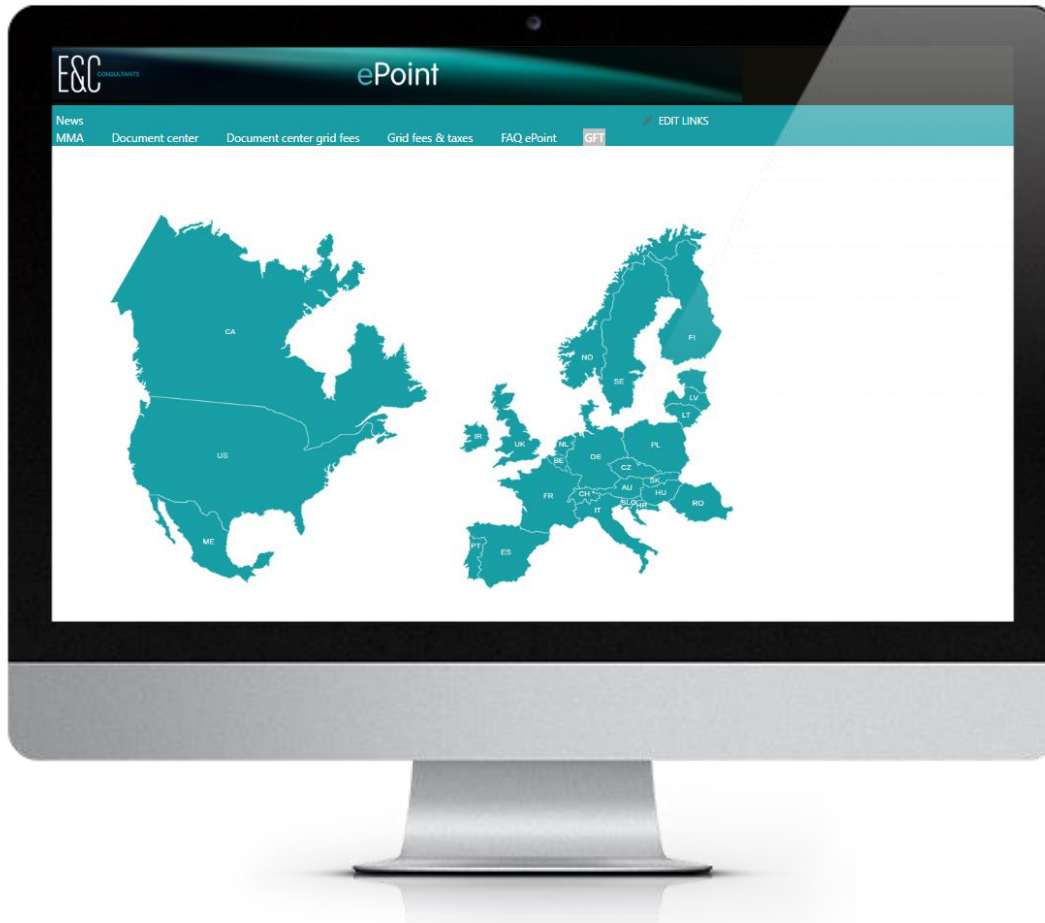 E&C CONSULTANTS
ePoint
News
EDIT LINKS
MMA Document center Document center grid fees Grid fees & taxes FAQ ePoint GFT
CA
US
ME
NO
SE
FI
LV
LT
IR
UK
NL
BE
DE
PL
CZ
SK
FR
CH
AU
HU
SLO
HR
RO
IT
PT
ES